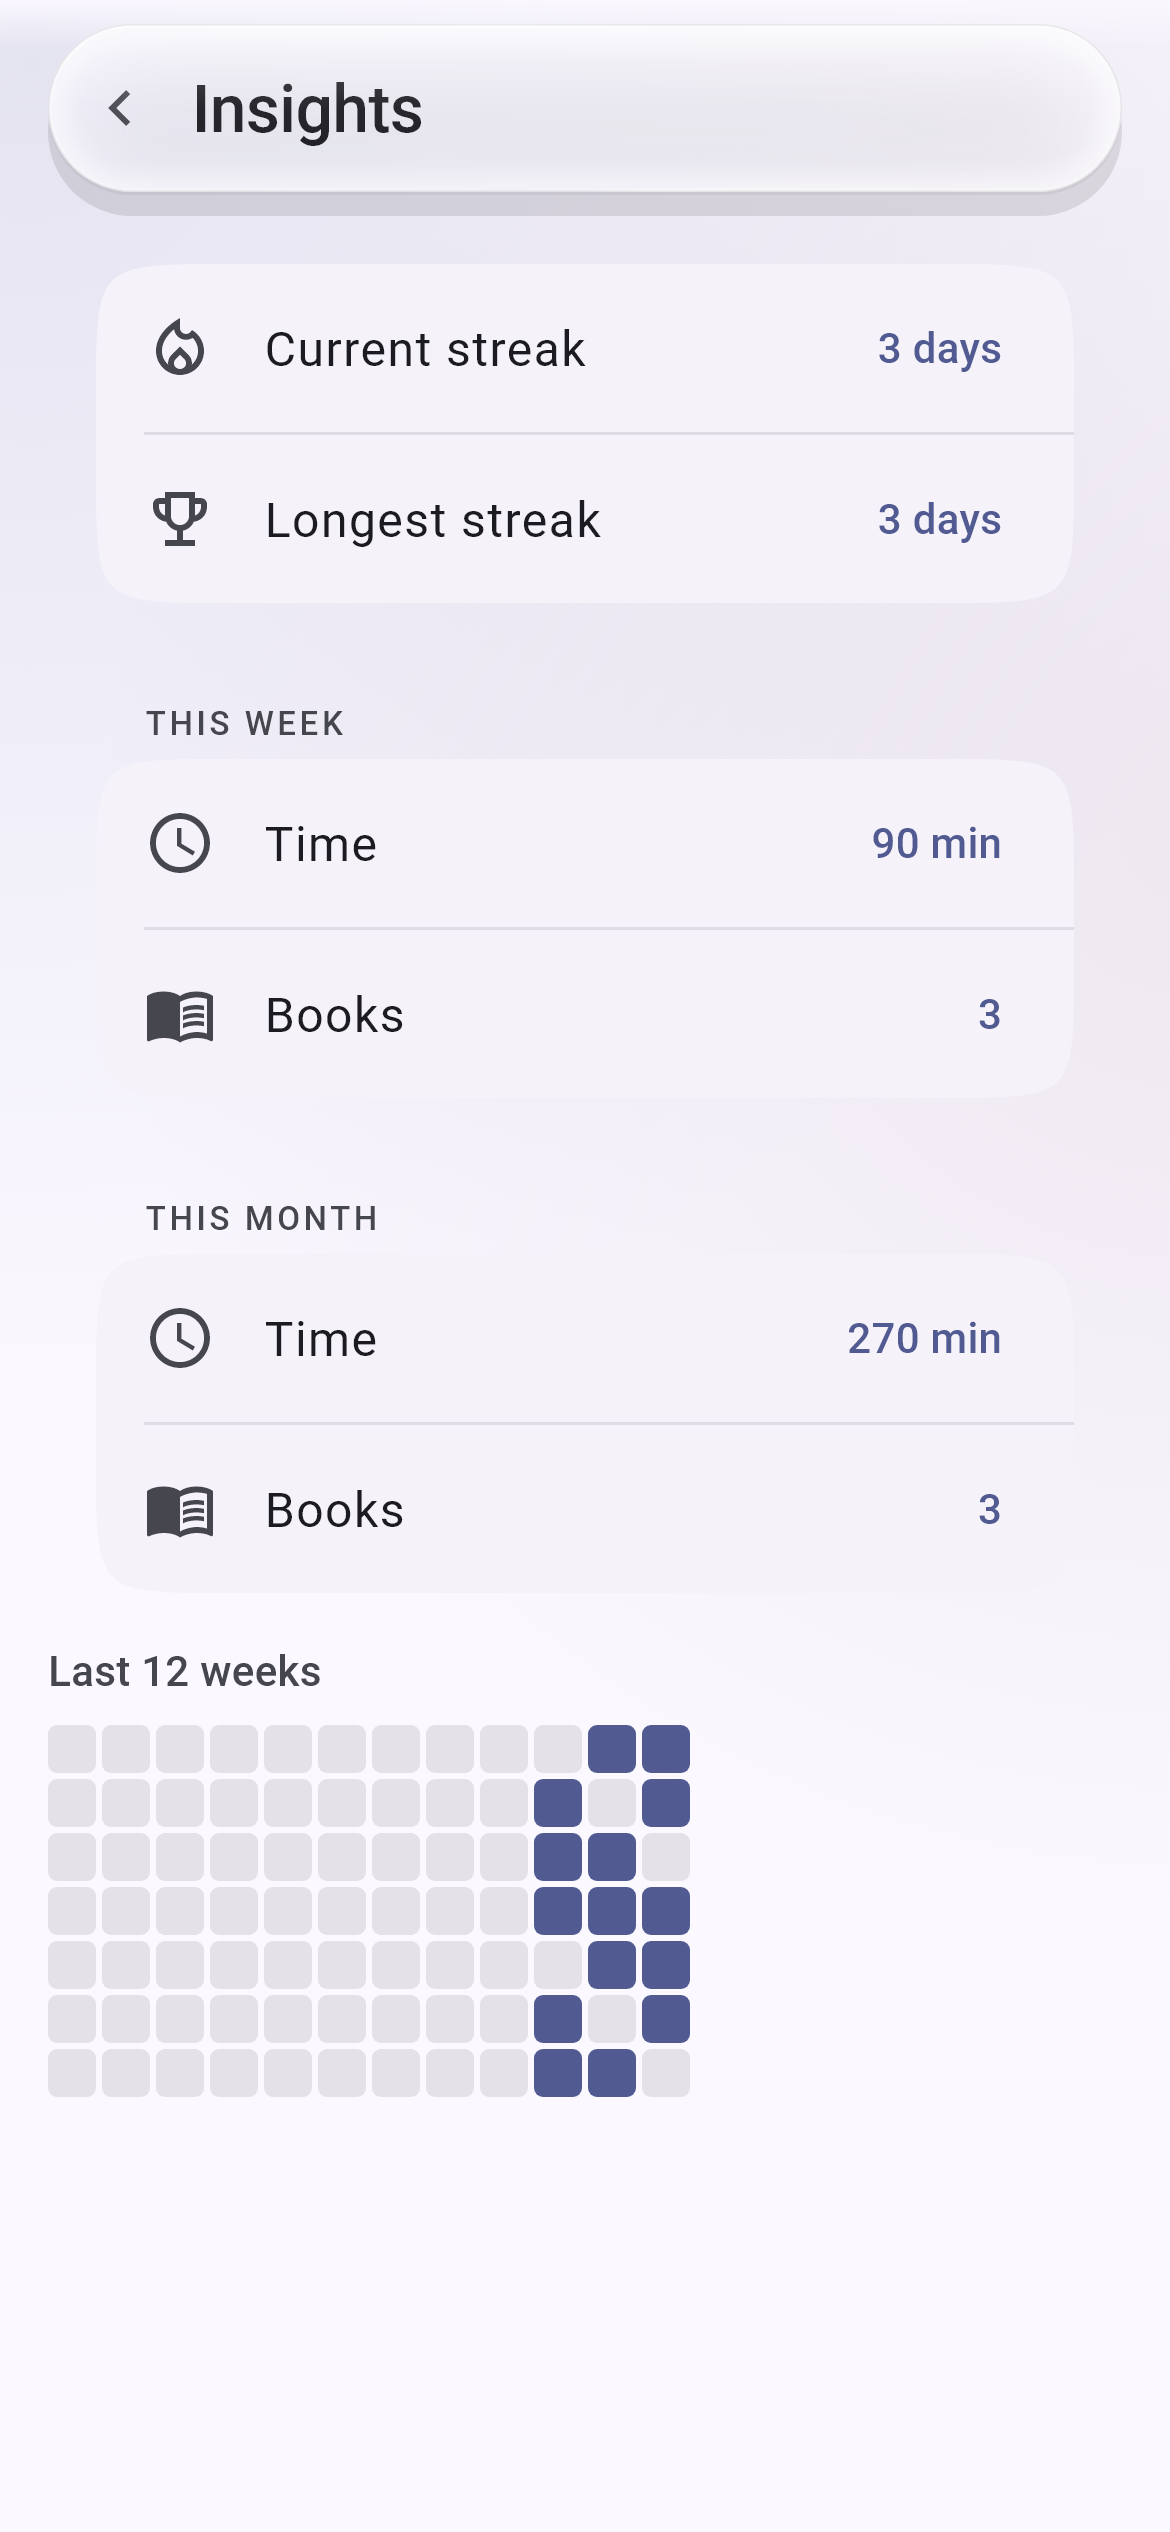 Insights
Current streak 3 days
Longest streak 3 days
THIS WEEK
Time 90 min
Books 3
THIS MONTH
Time 270 min
Books 3
Last 12 weeks